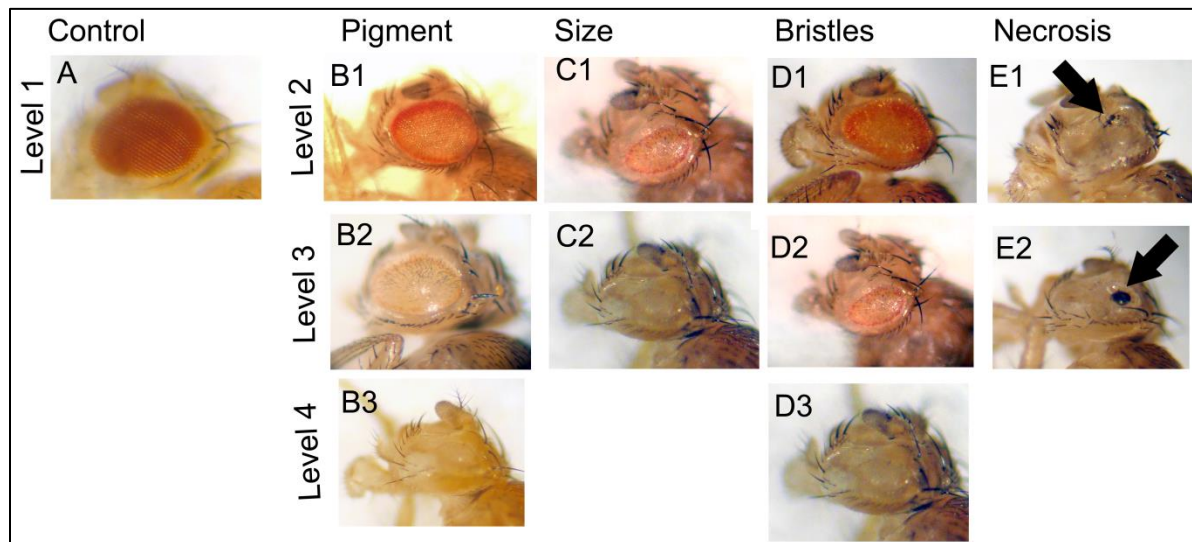 Control Pigment Size Bristles Necrosis
Level 1 A Level 2 B1 C1 D1 E1
Level 3 B2 C2 D2 E2
Level 4 B3 D3